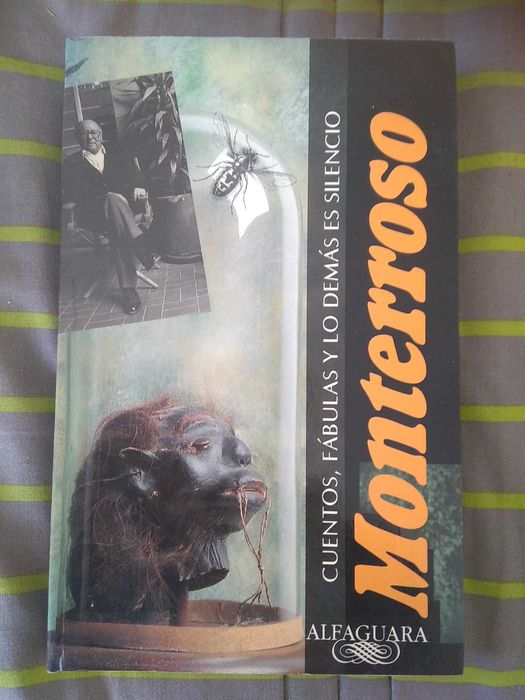 CUENTOS, FÁBULAS Y LO DEMÁS ES SILENCIO
Monterroso
ALFAGUARA